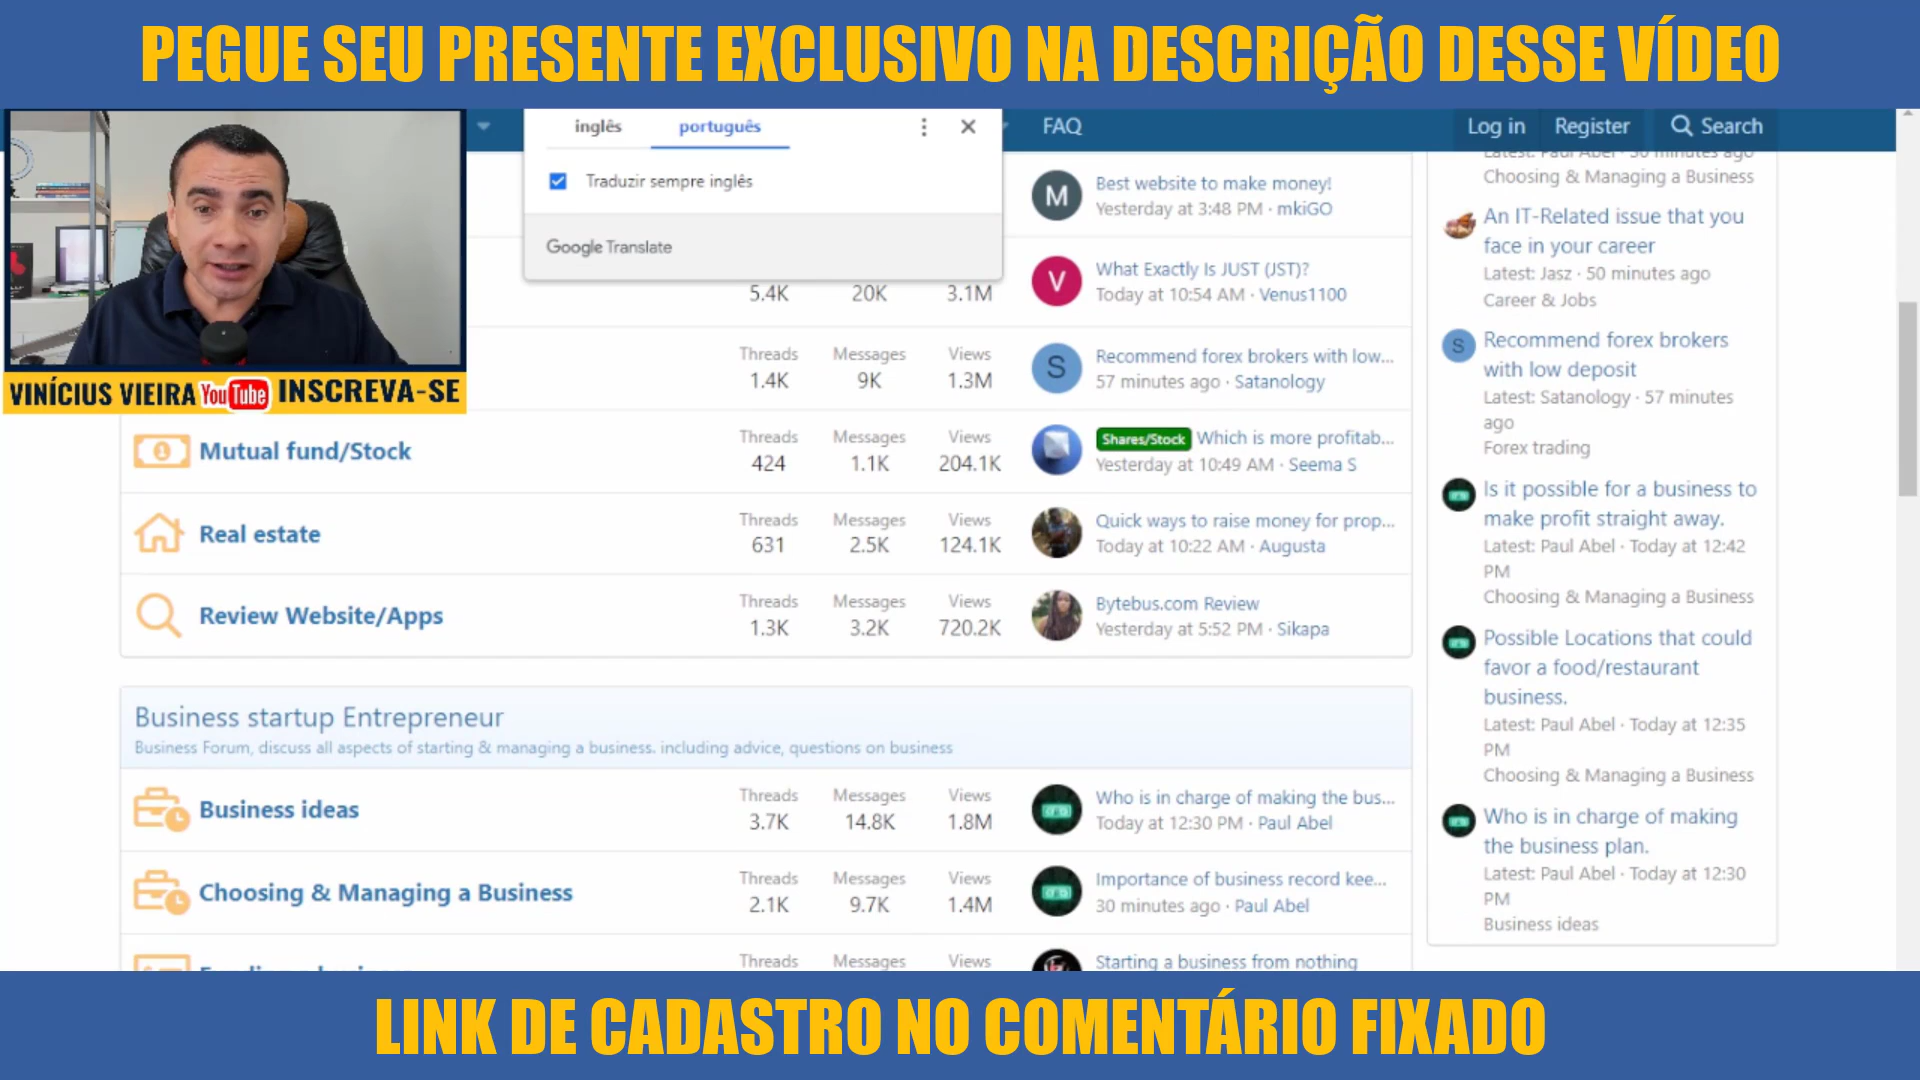 PEGUE SEU PRESENTE EXCLUSIVO NA DESCRIÇÃO DESSE VÍDEO
inglês português
Traduzir sempre inglês
Google Translate
FAQ
Log in Register Search
VINÍCIUS VIEIRA YouTube INSCREVA-SE
Best website to make money!
Yesterday at 3:48 PM · mkiGO
M
5.4K 20K 3.1M
V
What Exactly Is JUST (JST)?
Today at 10:54 AM · Venus1100
Threads Messages Views
1.4K 9K 1.3M
S
Recommend forex brokers with low...
57 minutes ago · Satanology
Mutual fund/Stock
Threads Messages Views
424 1.1K 204.1K
Shares/Stock Which is more profitab...
Yesterday at 10:49 AM · Seema S
Real estate
Threads Messages Views
631 2.5K 124.1K
Quick ways to raise money for prop...
Today at 10:22 AM · Augusta
Review Website/Apps
Threads Messages Views
1.3K 3.2K 720.2K
Bytebus.com Review
Yesterday at 5:52 PM · Sikapa
Business startup Entrepreneur
Business Forum, discuss all aspects of starting & managing a business. including advice, questions on business
Business ideas
Threads Messages Views
3.7K 14.8K 1.8M
Who is in charge of making the bus...
Today at 12:30 PM · Paul Abel
Choosing & Managing a Business
Threads Messages Views
2.1K 9.7K 1.4M
Importance of business record kee...
30 minutes ago · Paul Abel
Threads Messages Views
Starting a business from nothing
Latest: Paul Abel · 30 minutes ago
Choosing & Managing a Business
An IT-Related issue that you
face in your career
Latest: Jasz · 50 minutes ago
Career & Jobs
S
Recommend forex brokers
with low deposit
Latest: Satanology · 57 minutes
ago
Forex trading
Is it possible for a business to
make profit straight away.
Latest: Paul Abel · Today at 12:42
PM
Choosing & Managing a Business
Possible Locations that could
favor a food/restaurant
business.
Latest: Paul Abel · Today at 12:35
PM
Choosing & Managing a Business
Who is in charge of making
the business plan.
Latest: Paul Abel · Today at 12:30
PM
Business ideas
LINK DE CADASTRO NO COMENTÁRIO FIXADO